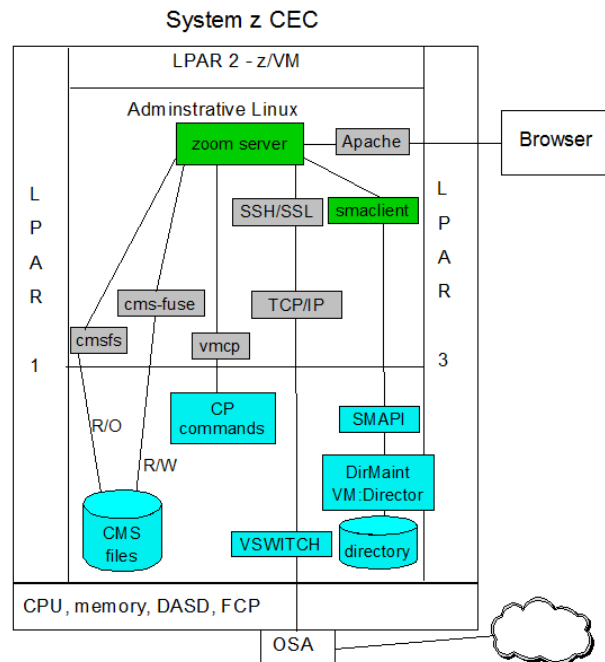 System z CEC
LPAR 2 - z/VM
Adminstrative Linux
zoom server
Apache
Browser
L
P
A
R
1
L
P
A
R
3
SSH/SSL
smaclient
cms-fuse
TCP/IP
cmsfs
vmcp
R/O
R/W
CP
commands
SMAPI
DirMaint
VM:Director
CMS
files
VSWITCH
directory
CPU, memory, DASD, FCP
OSA